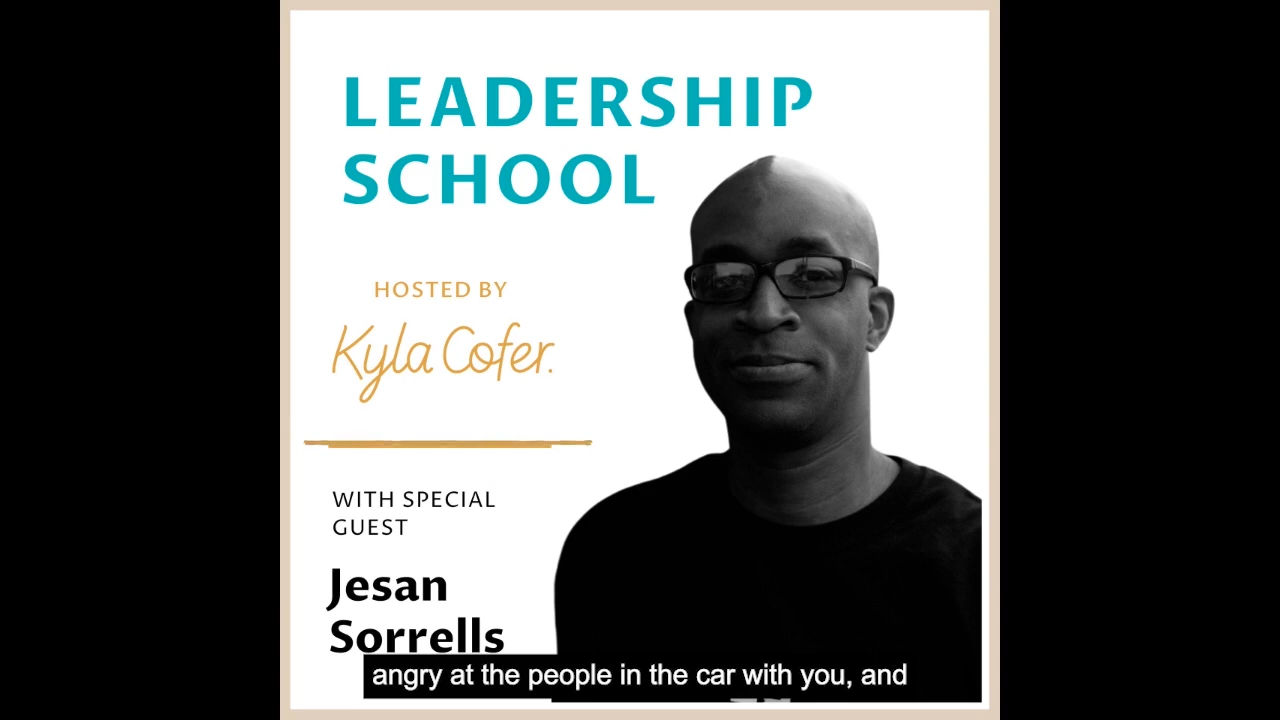 LEADERSHIP
SCHOOL
HOSTED BY
Kyla Cofer.
WITH SPECIAL
GUEST
Jesan
Sorrells
angry at the people in the car with you, and